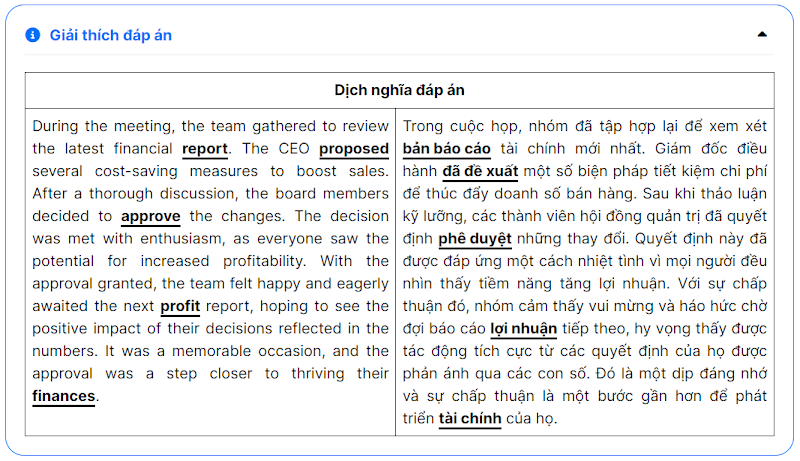 Giải thích đáp án
Dịch nghĩa đáp án
During the meeting, the team gathered to review
the latest financial report. The CEO proposed
several cost-saving measures to boost sales.
After a thorough discussion, the board members
decided to approve the changes. The decision
was met with enthusiasm, as everyone saw the
potential for increased profitability. With the
approval granted, the team felt happy and eagerly
awaited the next profit report, hoping to see the
positive impact of their decisions reflected in the
numbers. It was a memorable occasion, and the
approval was a step closer to thriving their
finances.
Trong cuộc họp, nhóm đã tập hợp lại để xem xét
bản báo cáo tài chính mới nhất. Giám đốc điều
hành đã đề xuất một số biện pháp tiết kiệm chi phí
để thúc đẩy doanh số bán hàng. Sau khi thảo luận
kỹ lưỡng, các thành viên hội đồng quản trị đã quyết
định phê duyệt những thay đổi. Quyết định này đã
được đáp ứng một cách nhiệt tình vì mọi người đều
nhìn thấy tiềm năng tăng lợi nhuận. Với sự chấp
thuận đó, nhóm cảm thấy vui mừng và háo hức chờ
đợi báo cáo lợi nhuận tiếp theo, hy vọng thấy được
tác động tích cực từ các quyết định của họ được
phản ánh qua các con số. Đó là một dịp đáng nhớ
và sự chấp thuận là một bước gần hơn để phát
triển tài chính của họ.